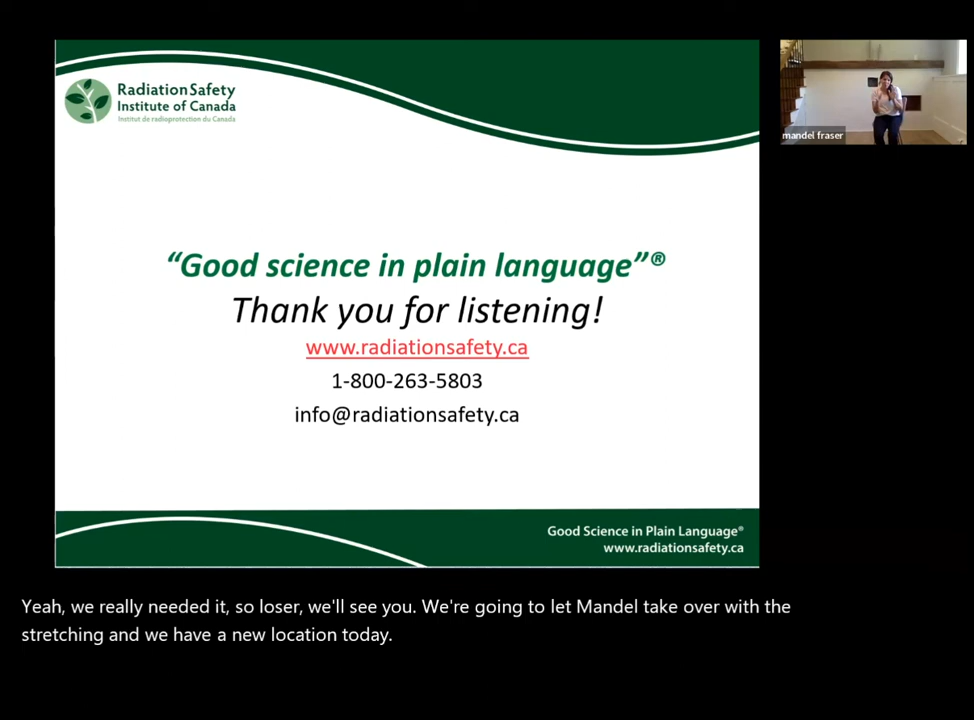 RadiationSafety
Institute of Canada
Institut de radioprotection du Canada
mandel fraser
“Good science in plain language”®
Thank you for listening!
www.radiationsafety.ca
1-800-263-5803
info@radiationsafety.ca
Good Science in Plain Language®
www.radiationsafety.ca
Yeah, we really needed it, so loser, we'll see you. We're going to let Mandel take over with the
stretching and we have a new location today.